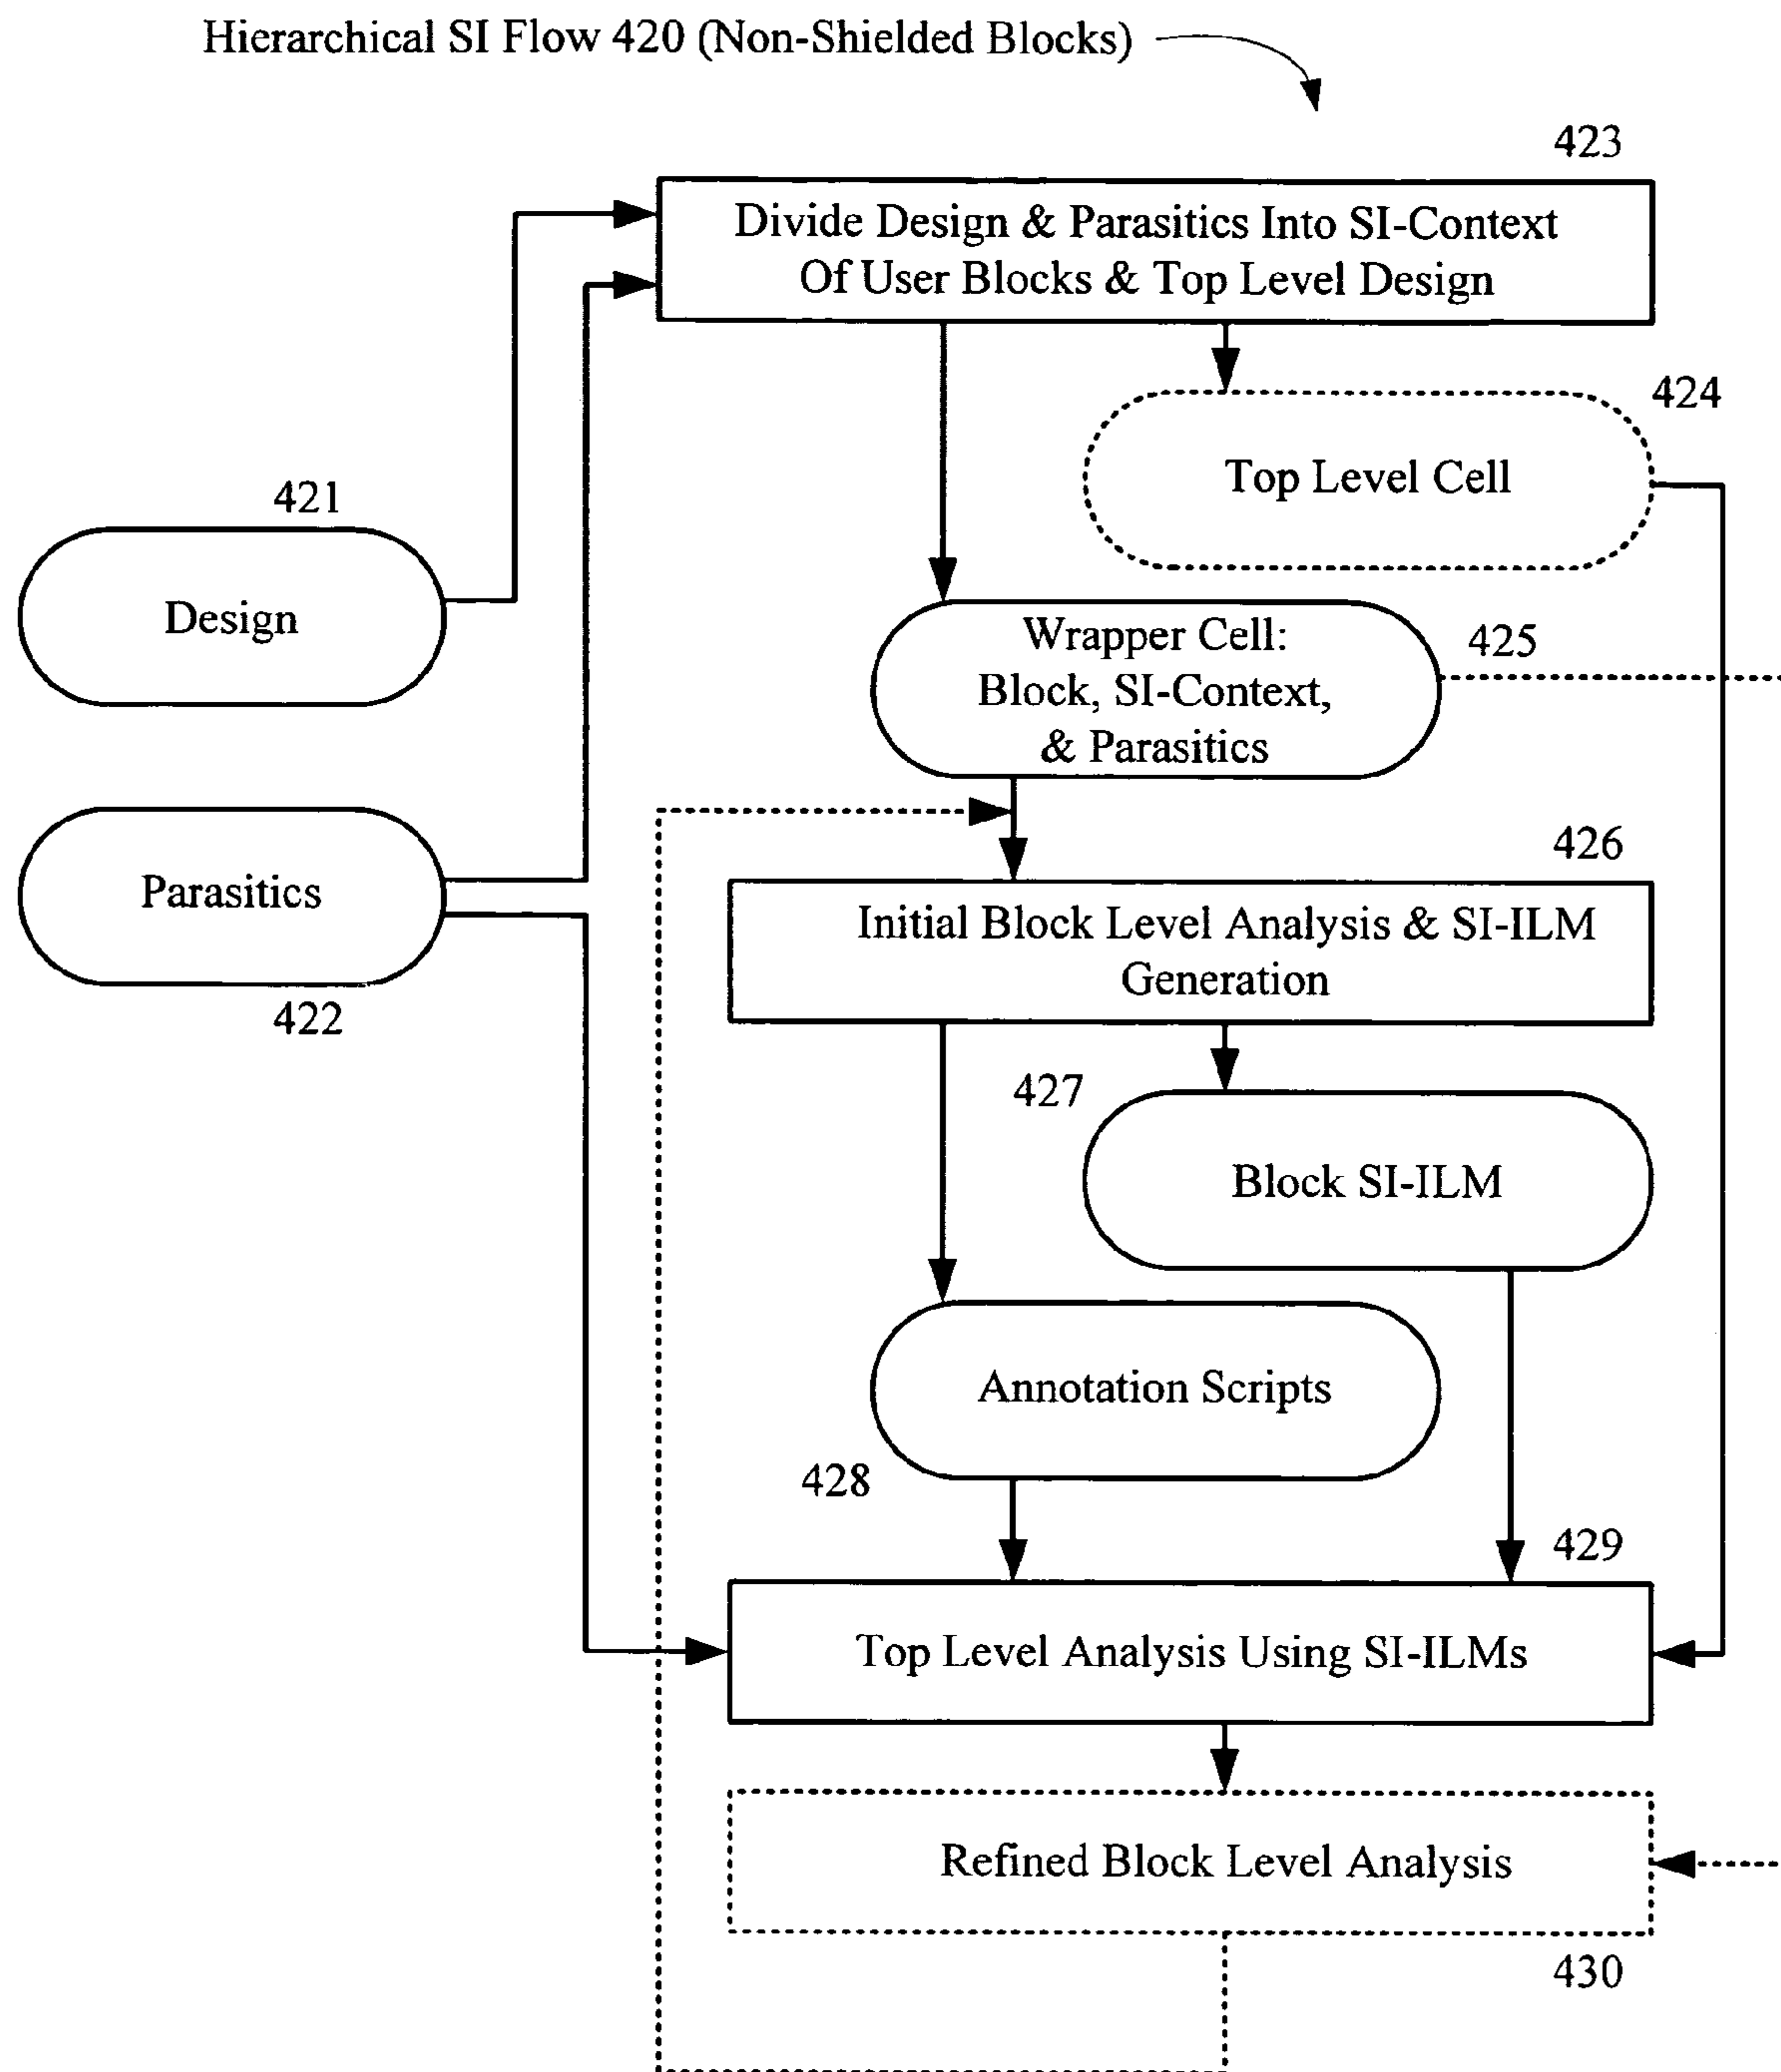 Hierarchical SI Flow 420 (Non-Shielded Blocks)
423
Divide Design & Parasitics Into SI-Context
Of User Blocks & Top Level Design
424
Top Level Cell
421
Design
Wrapper Cell:
Block, SI-Context,
& Parasitics
425
Parasitics
422
426
Initial Block Level Analysis & SI-ILM
Generation
427
Block SI-ILM
Annotation Scripts
428
429
Top Level Analysis Using SI-ILMs
Refined Block Level Analysis
430